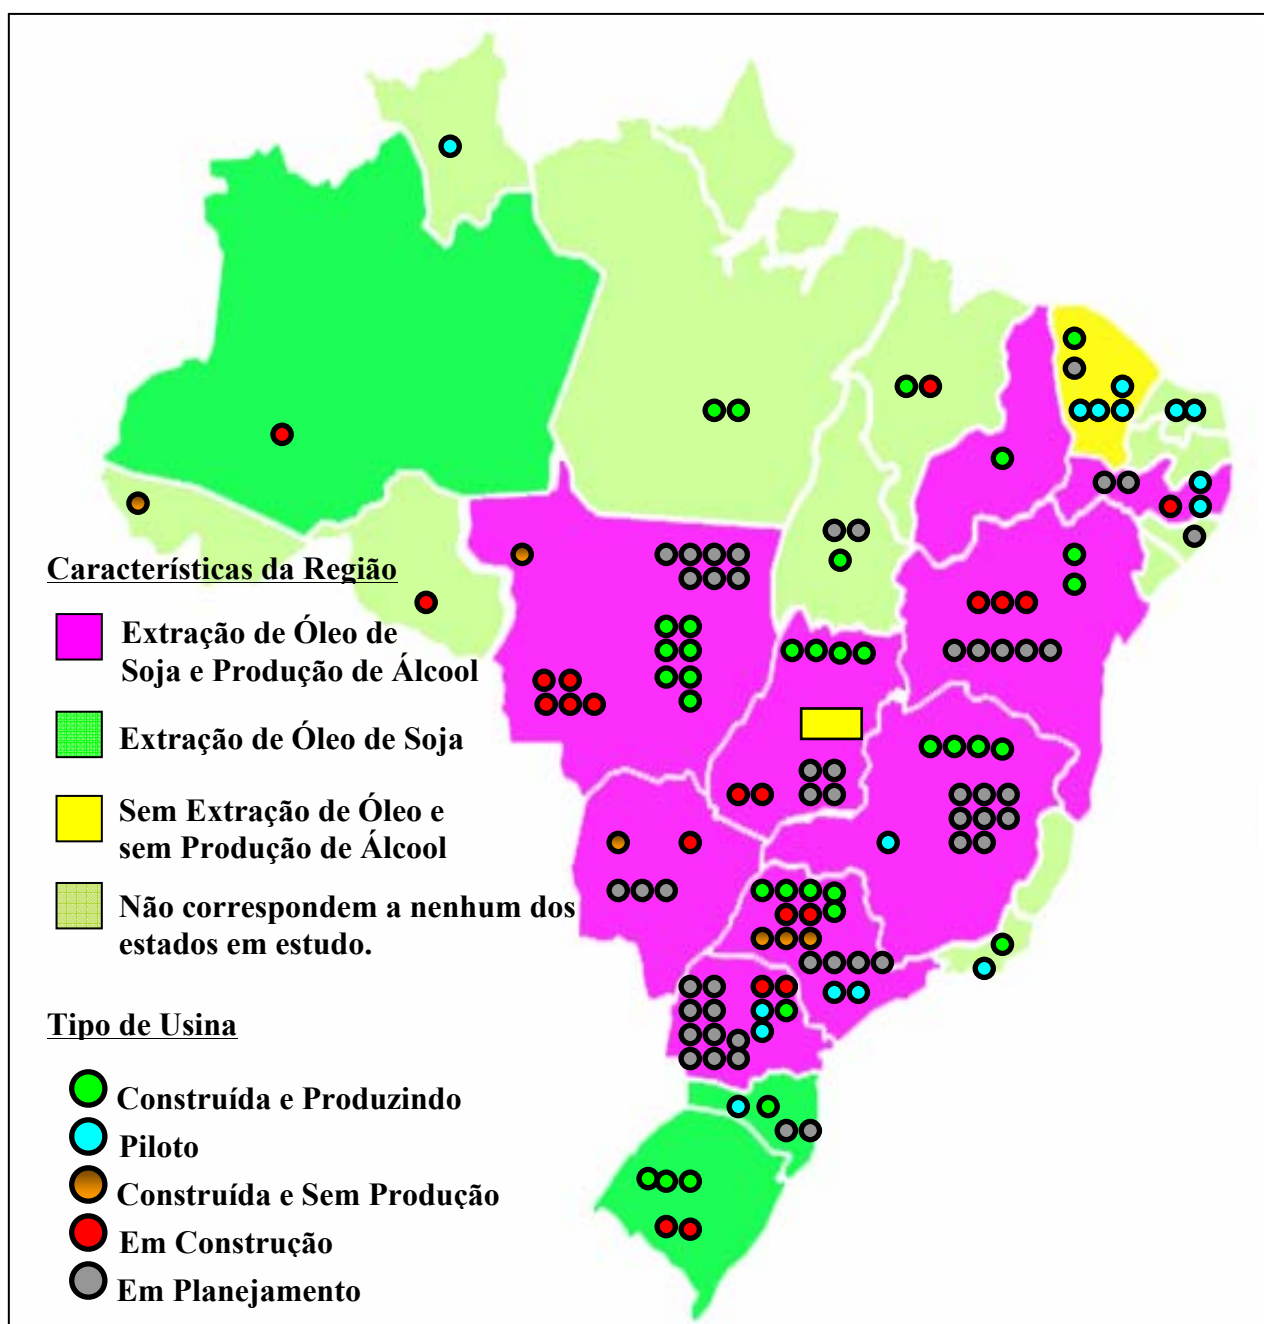 Características da Região
Extração de Óleo de
Soja e Produção de Álcool
Extração de Óleo de Soja
Sem Extração de Óleo e
sem Produção de Álcool
Não correspondem a nenhum dos
estados em estudo.
Tipo de Usina
Construída e Produzindo
Piloto
Construída e Sem Produção
Em Construção
Em Planejamento